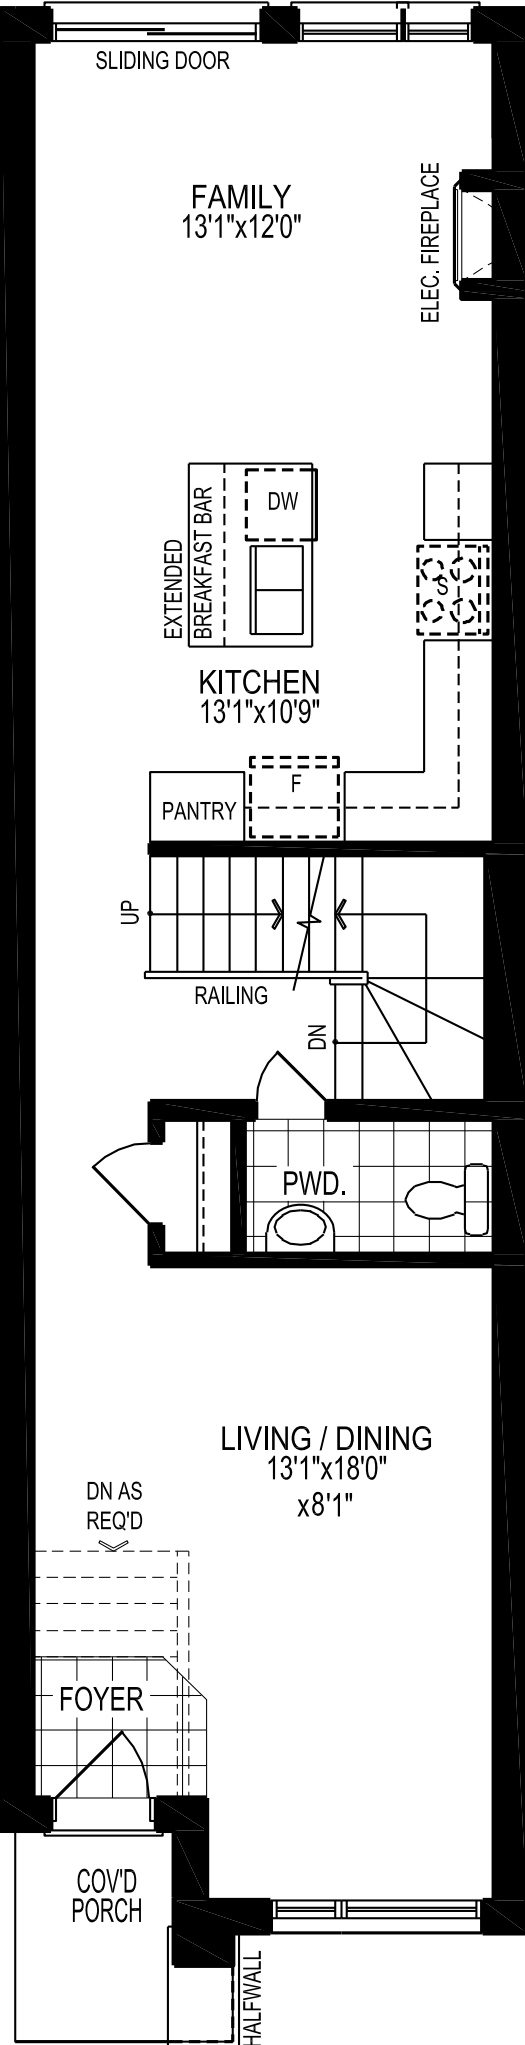 SLIDING DOOR
FAMILY
13'1"x12'0"
ELEC. FIREPLACE
EXTENDED
BREAKFAST BAR
DW
S
KITCHEN
13'1"x10'9"
F
PANTRY
UP
RAILING
DN
PWD.
LIVING / DINING
13'1"x18'0"
x8'1"
DN AS
REQ'D
FOYER
COV'D
PORCH
HALFWALL